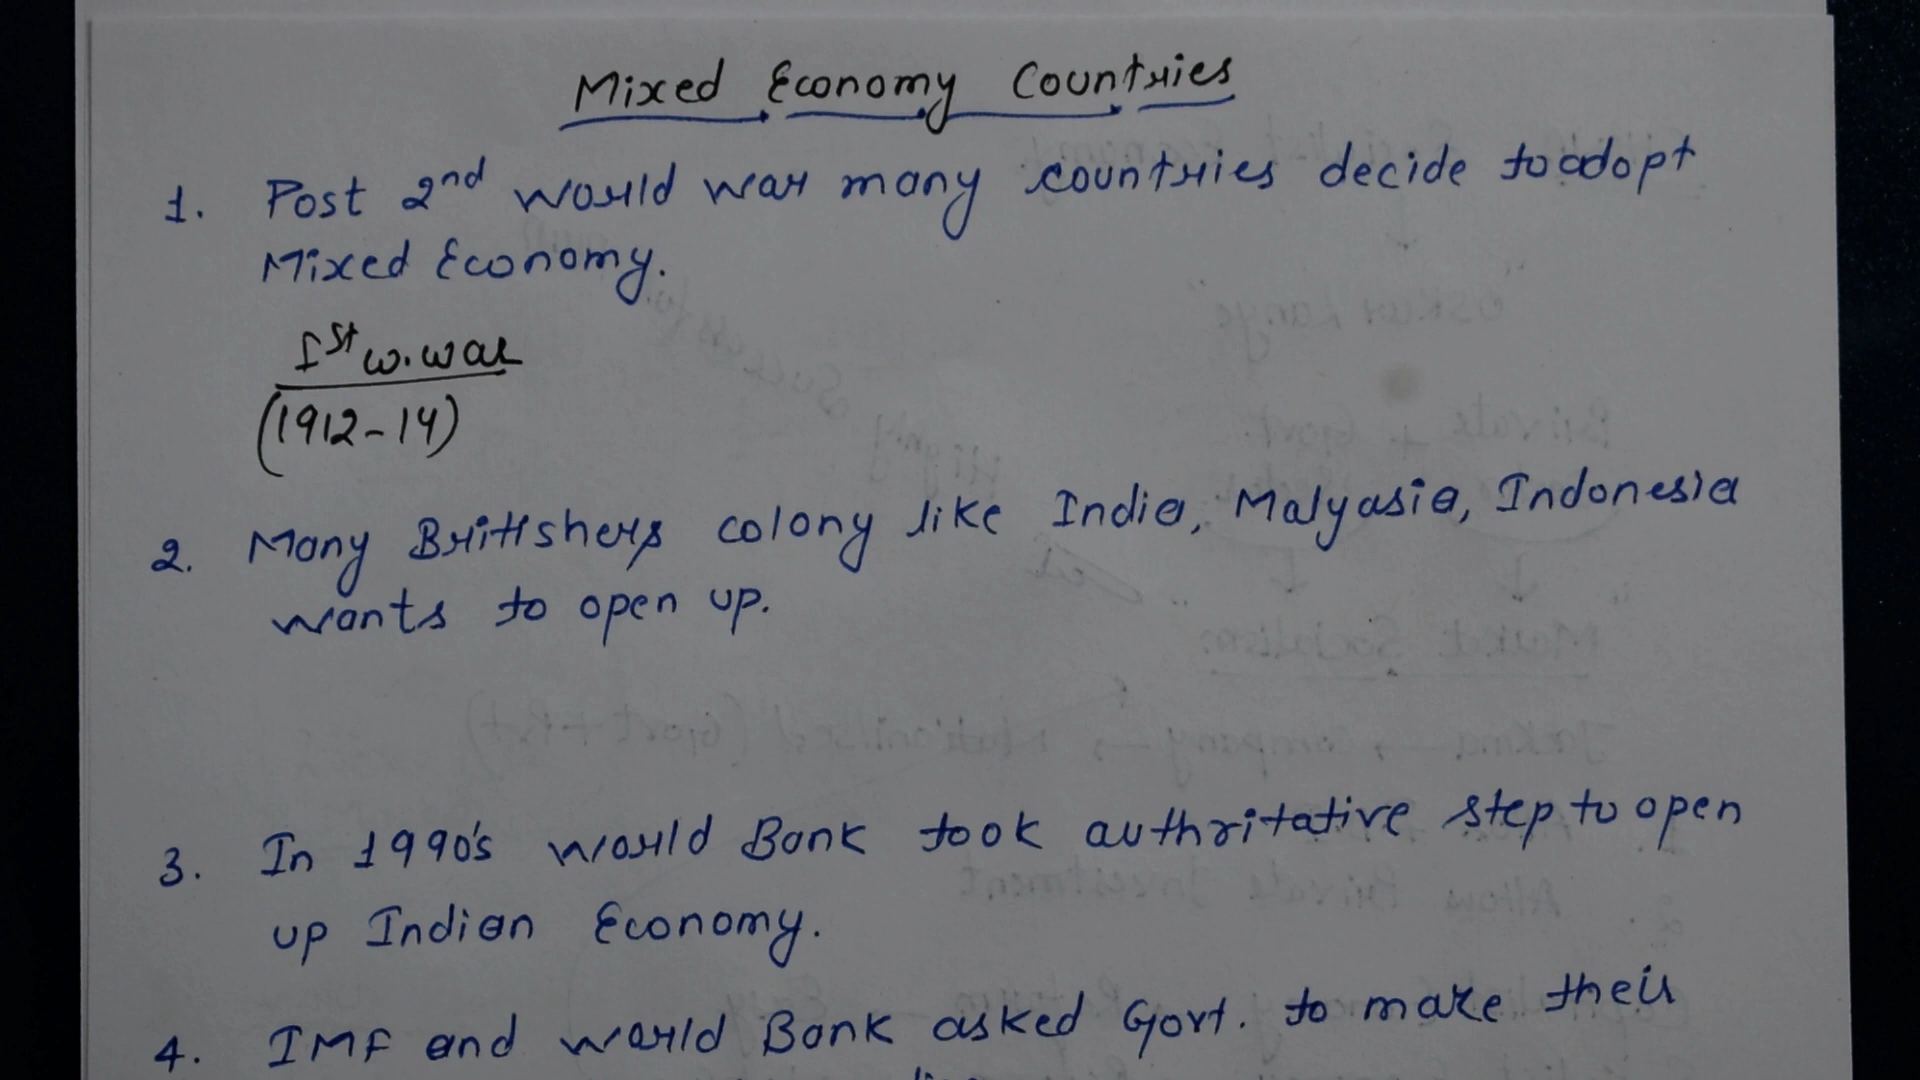 Mixed Economy Countries
1. Post 2nd world war many countries decide to adopt
Mixed Economy.
Ist w. war
(1912-14)
2. Many Brittshers colony like India, Malyasia, Indonesia
wants to open up.
3. In 1990's world Bank took authritative step to open
up Indian Economy.
4. IMF and world Bank asked Govt. to make their